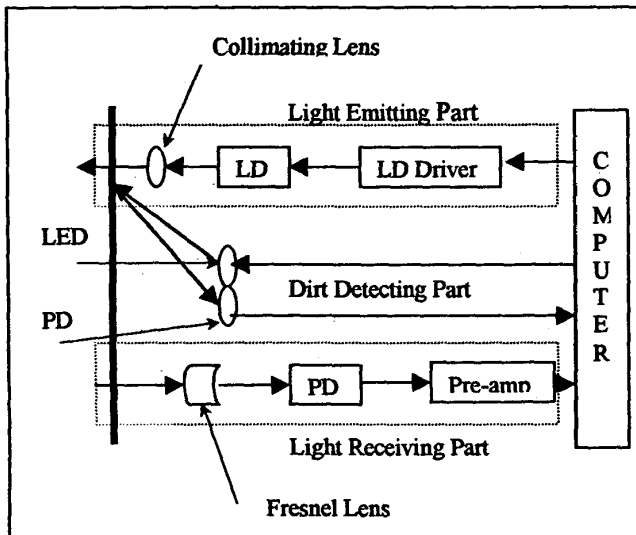 Collimating Lens
Light Emitting Part
LD
LD Driver
LED
Dirt Detecting Part
PD
PD
Pre-amp
Light Receiving Part
Fresnel Lens
COMPUTER